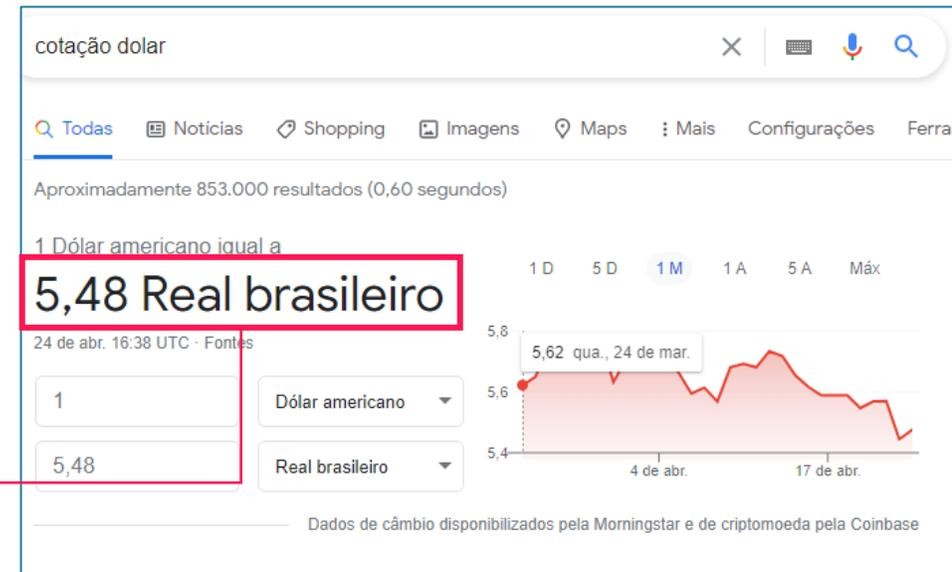 cotação dolar
Todas Notícias Shopping Imagens Maps Mais Configurações Ferra
Aproximadamente 853.000 resultados (0,60 segundos)
1 Dólar americano igual a
5,48 Real brasileiro
24 de abr. 16:38 UTC · Fontes
1 Dólar americano
5,48 Real brasileiro
1 D 5 D 1 M 1 A 5 A Máx
5,8
5,62 qua., 24 de mar.
5,6
5,4
4 de abr. 17 de abr.
Dados de câmbio disponibilizados pela Morningstar e de criptomoeda pela Coinbase